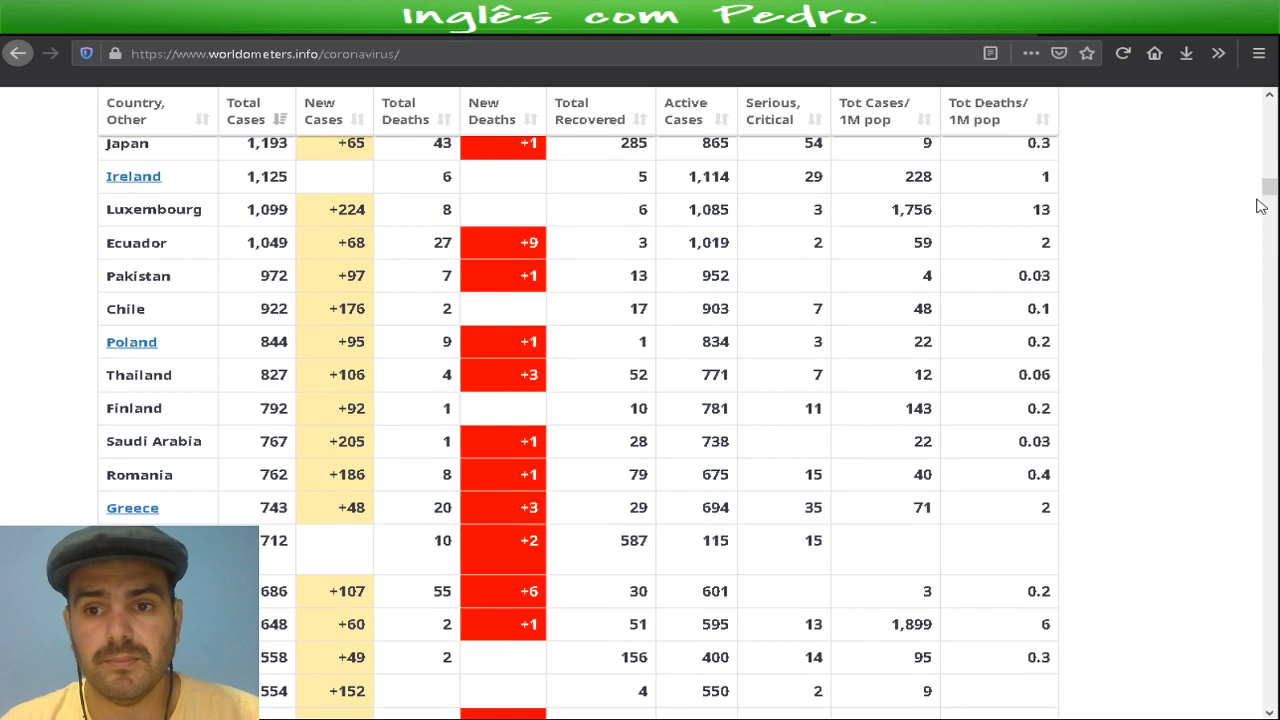 Inglês com Pedro.
https://www.worldometers.info/coronavirus/
Country, Other Total Cases New Cases Total Deaths New Deaths Total Recovered Active Cases Serious, Critical Tot Cases/ 1M pop Tot Deaths/ 1M pop
Japan 1,193 +65 43 +1 285 865 54 9 0.3
Ireland 1,125 6 5 1,114 29 228 1
Luxembourg 1,099 +224 8 6 1,085 3 1,756 13
Ecuador 1,049 +68 27 +9 3 1,019 2 59 2
Pakistan 972 +97 7 +1 13 952 4 0.03
Chile 922 +176 2 17 903 7 48 0.1
Poland 844 +95 9 +1 1 834 3 22 0.2
Thailand 827 +106 4 +3 52 771 7 12 0.06
Finland 792 +92 1 10 781 11 143 0.2
Saudi Arabia 767 +205 1 +1 28 738 22 0.03
Romania 762 +186 8 +1 79 675 15 40 0.4
Greece 743 +48 20 +3 29 694 35 71 2
712 10 +2 587 115 15
686 +107 55 +6 30 601 3 0.2
648 +60 2 +1 51 595 13 1,899 6
558 +49 2 156 400 14 95 0.3
554 +152 4 550 2 9